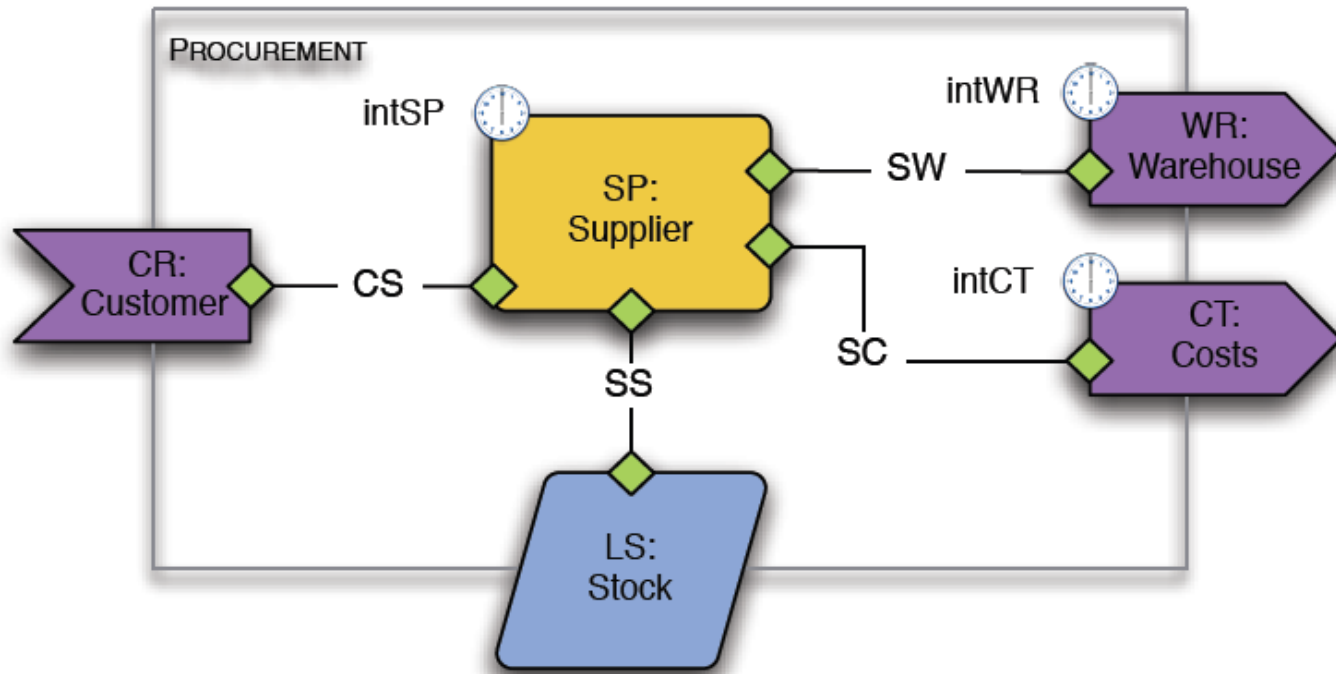 PROCUREMENT
intSP
intWR
WR:
Warehouse
SW
SP:
Supplier
CR:
Customer
CS
intCT
CT:
Costs
SC
SS
LS:
Stock